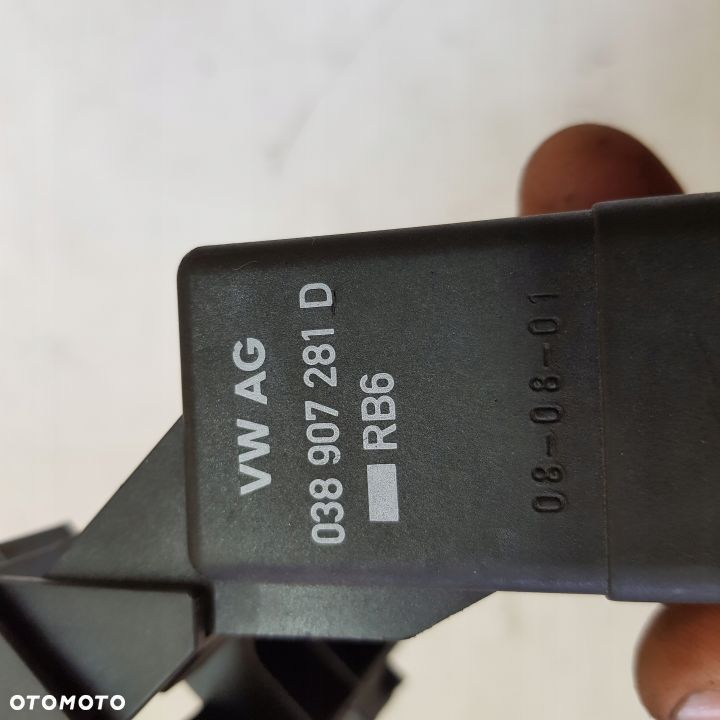 VW AG
038 907 281 D
RB6
08-08-01
OTOMOTO